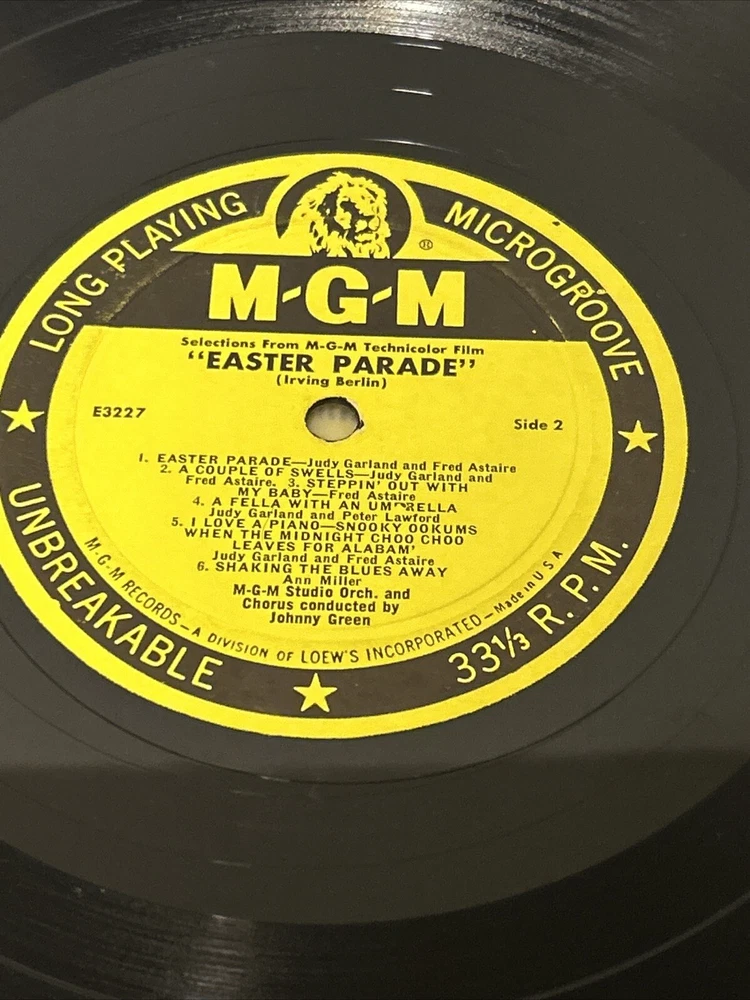 LONG PLAYING
MICROGROOVE
®
M-G-M
Selections From M-G-M Technicolor Film
"EASTER PARADE"
(Irving Berlin)
E3227
Side 2
1. EASTER PARADE—Judy Garland and Fred Astaire
2. A COUPLE OF SWELLS—Judy Garland and
Fred Astaire. 3. STEPPIN' OUT WITH
MY BABY—Fred Astaire
4. A FELLA WITH AN UMBRELLA
Judy Garland and Peter Lawford
5. I LOVE A PIANO—SNOOKY OOKUMS
WHEN THE MIDNIGHT CHOO CHOO
LEAVES FOR ALABAM'
Judy Garland and Fred Astaire
6. SHAKING THE BLUES AWAY
Ann Miller
M-G-M Studio Orch. and
Chorus conducted by
Johnny Green
M.G.M RECORDS—A DIVISION OF LOEW'S INCORPORATED—Made in U S A
UNBREAKABLE
33⅓ R. P. M.